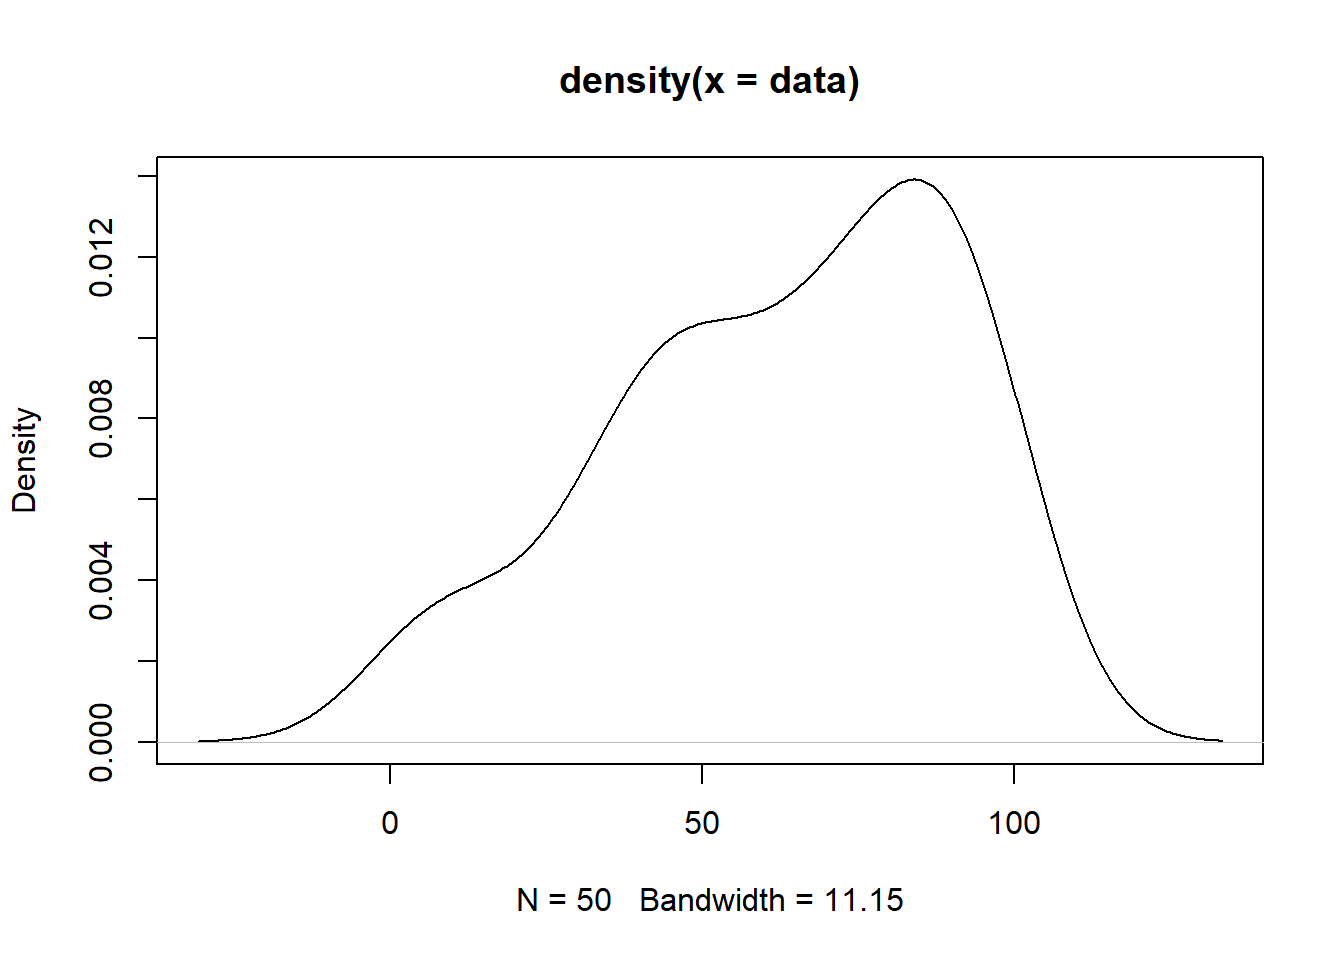 density(x = data)
Density
0.000
0.004
0.008
0.012
0
50
100
N = 50   Bandwidth = 11.15